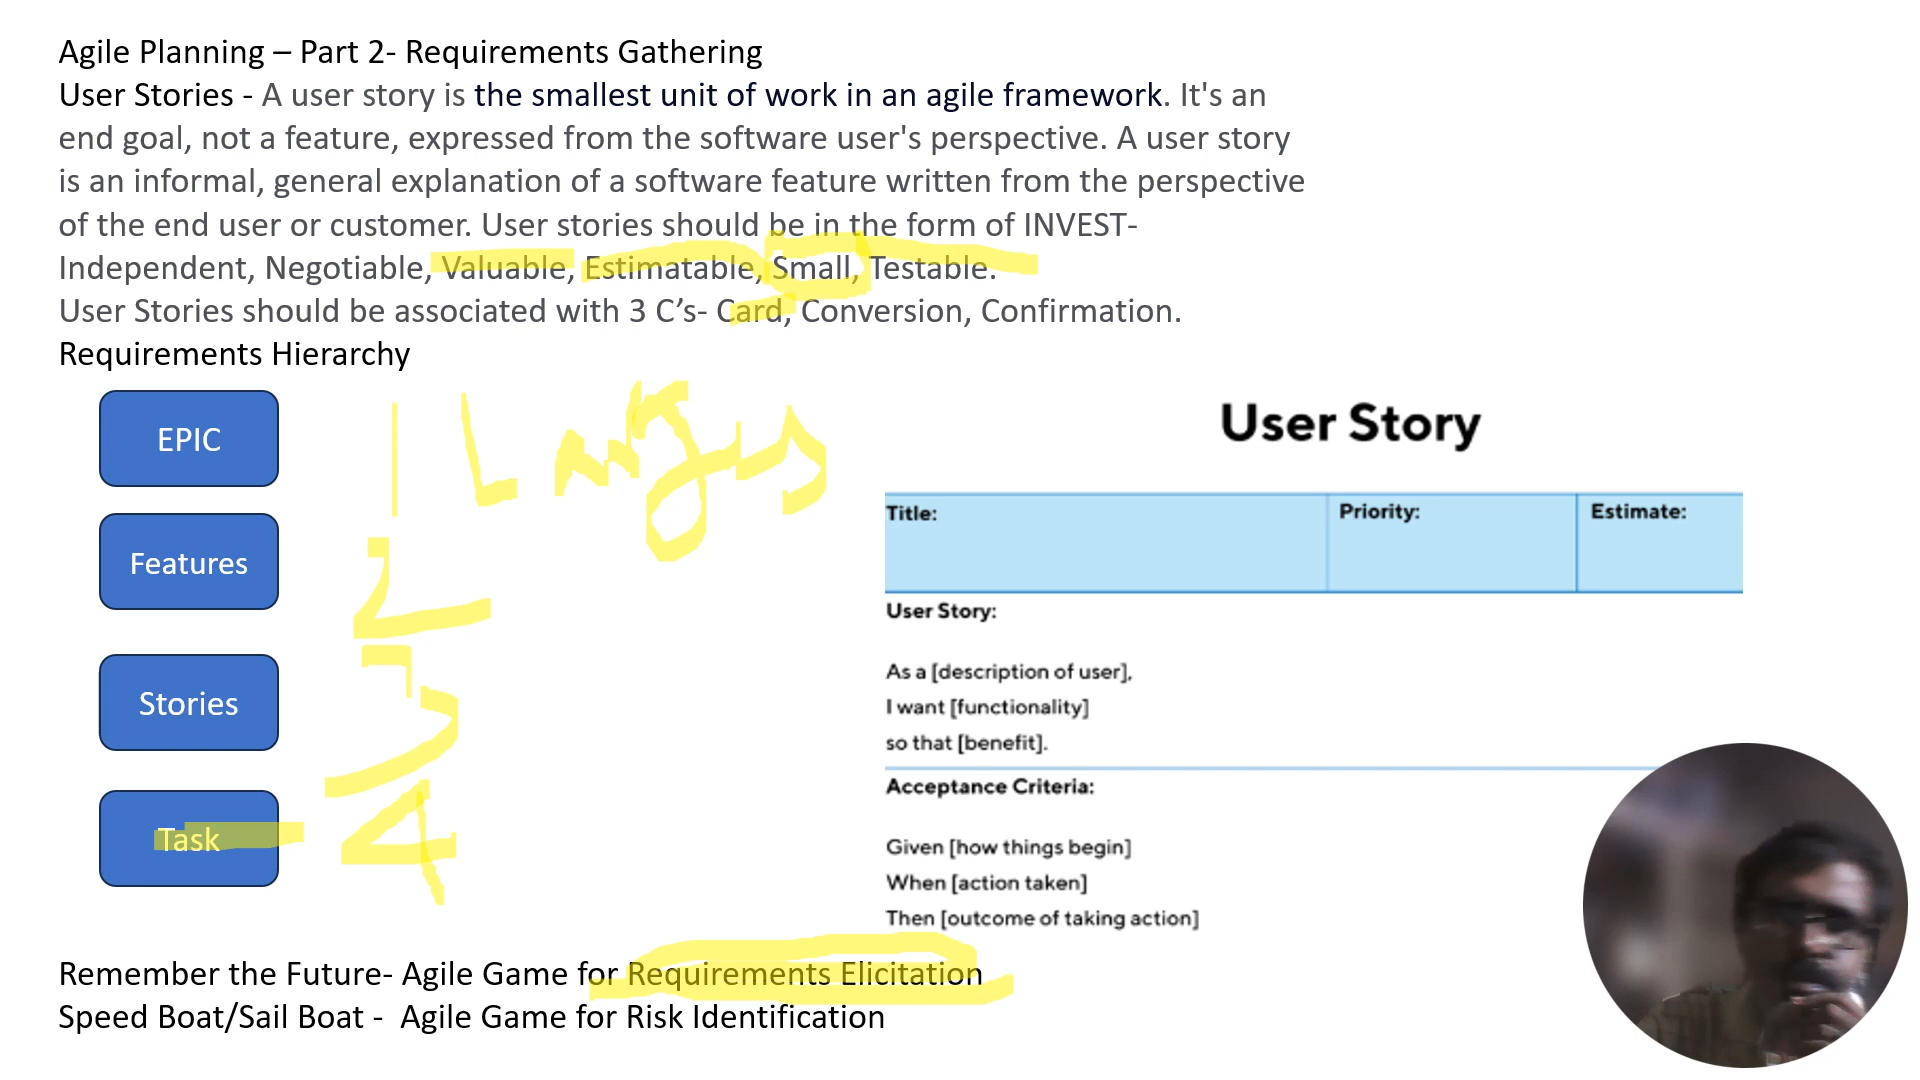 Agile Planning – Part 2- Requirements Gathering
User Stories - A user story is the smallest unit of work in an agile framework. It's an
end goal, not a feature, expressed from the software user's perspective. A user story
is an informal, general explanation of a software feature written from the perspective
of the end user or customer. User stories should be in the form of INVEST-
Independent, Negotiable, Valuable, Estimatable, Small, Testable.
User Stories should be associated with 3 C’s- Card, Conversion, Confirmation.
Requirements Hierarchy
EPIC
1
Features
2
Stories
3
Task
4
User Story
Title: Priority: Estimate:
User Story:
As a [description of user],
I want [functionality]
so that [benefit].
Acceptance Criteria:
Given [how things begin]
When [action taken]
Then [outcome of taking action]
Remember the Future- Agile Game for Requirements Elicitation
Speed Boat/Sail Boat - Agile Game for Risk Identification